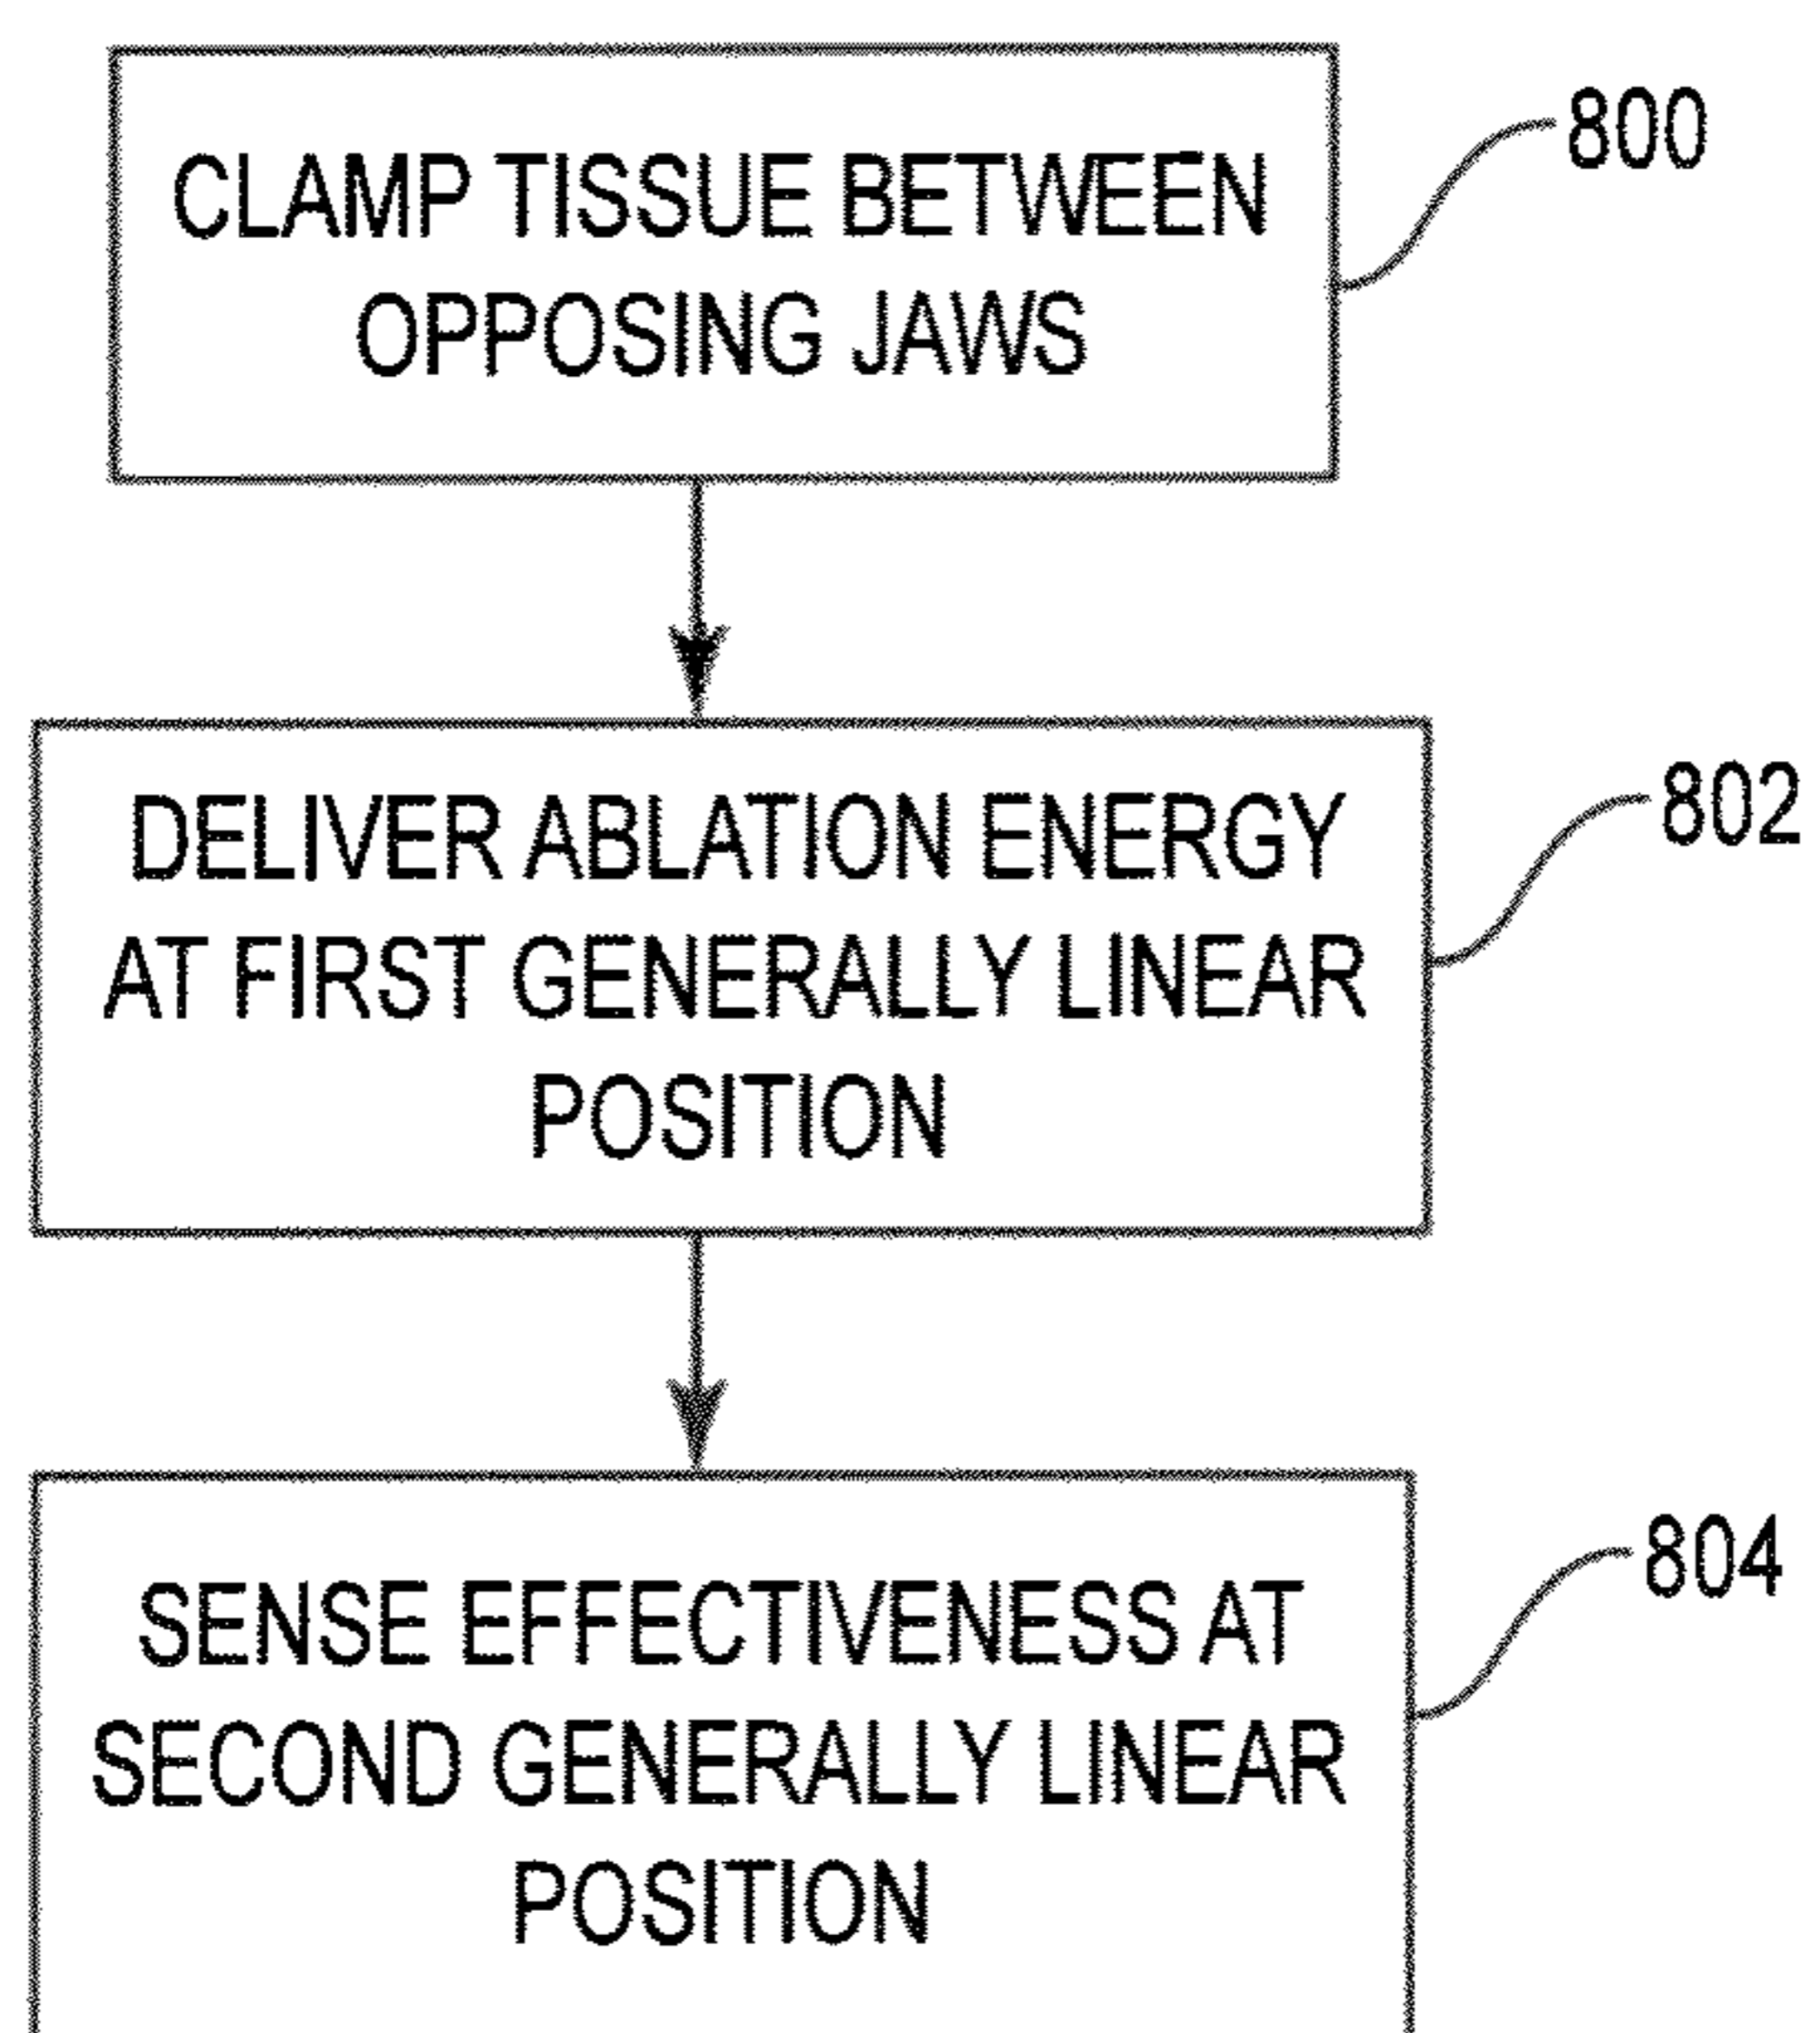 CLAMP TISSUE BETWEEN
OPPOSING JAWS
800
DELIVER ABLATION ENERGY
AT FIRST GENERALLY LINEAR
POSITION
802
SENSE EFFECTIVENESS AT
SECOND GENERALLY LINEAR
POSITION
804